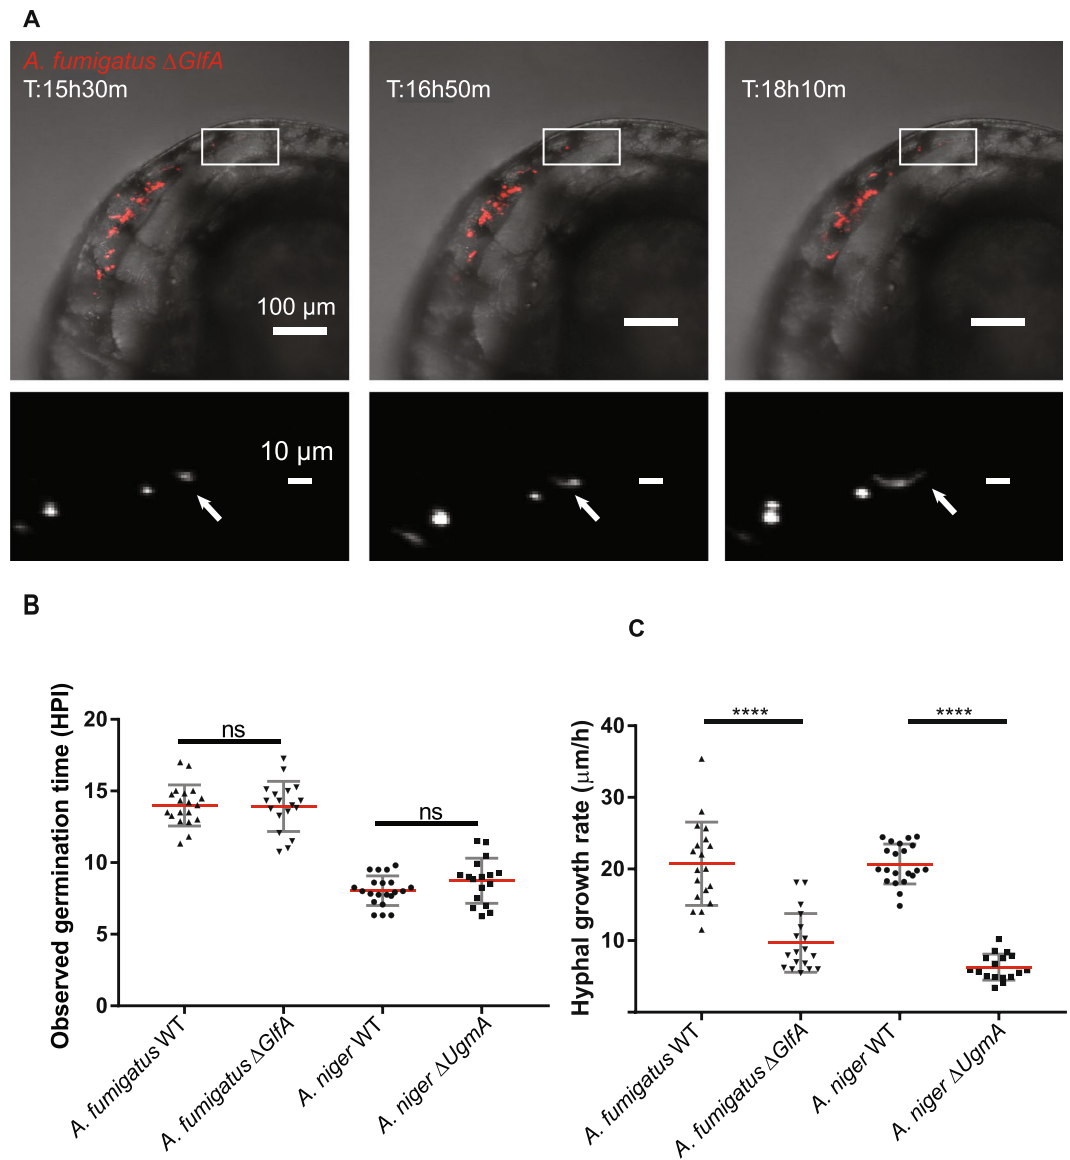 A
A. fumigatus ΔGlfA
T:15h30m
T:16h50m
T:18h10m
100 µm
10 µm
B
Observed germination time (HPI)
20
15
10
5
0
ns
ns
A. fumigatus WT
A. fumigatus ΔGlfA
A. niger WT
A. niger ΔUgmA
C
Hyphal growth rate (µm/h)
40
30
20
10
****
****
A. fumigatus WT
A. fumigatus ΔGlfA
A. niger WT
A. niger ΔUgmA